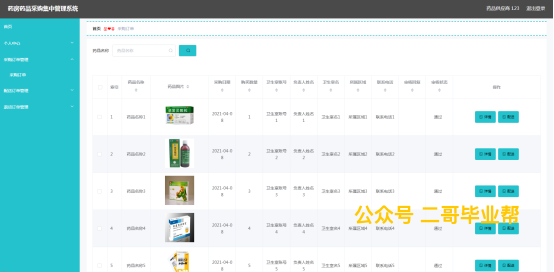 药房药品采购集中管理系统
药品供应商 123 退出登录
首页
个人中心
采购订单管理
采购订单
首页 采购订单
药品名称 药品名称
索引 药品名称 药品图片 采购日期 购买数量 卫生室账号 负责人姓名 卫生室名 所属区域 联系电话 审核回复 审核状态 操作
1 药品名称1 2021-04-08 1 卫生室账号1 负责人姓名1 卫生室名1 所属区域1 联系电话1 通过 详情 配送
2 药品名称2 2021-04-08 2 卫生室账号2 负责人姓名2 卫生室名2 所属区域2 联系电话2 通过 详情 配送
3 药品名称3 2021-04-08 3 卫生室账号3 负责人姓名3 卫生室名3 所属区域3 联系电话3 通过 详情 配送
4 药品名称4 2021-04-08 4 卫生室账号4 负责人姓名4 卫生室名4 所属区域4 联系电话4 通过 详情 配送
公众号 二哥毕业帮
5 药品名称5 2021-04-08 5 卫生室账号5 负责人姓名5 卫生室名5 所属区域5 联系电话5 通过 详情 配送